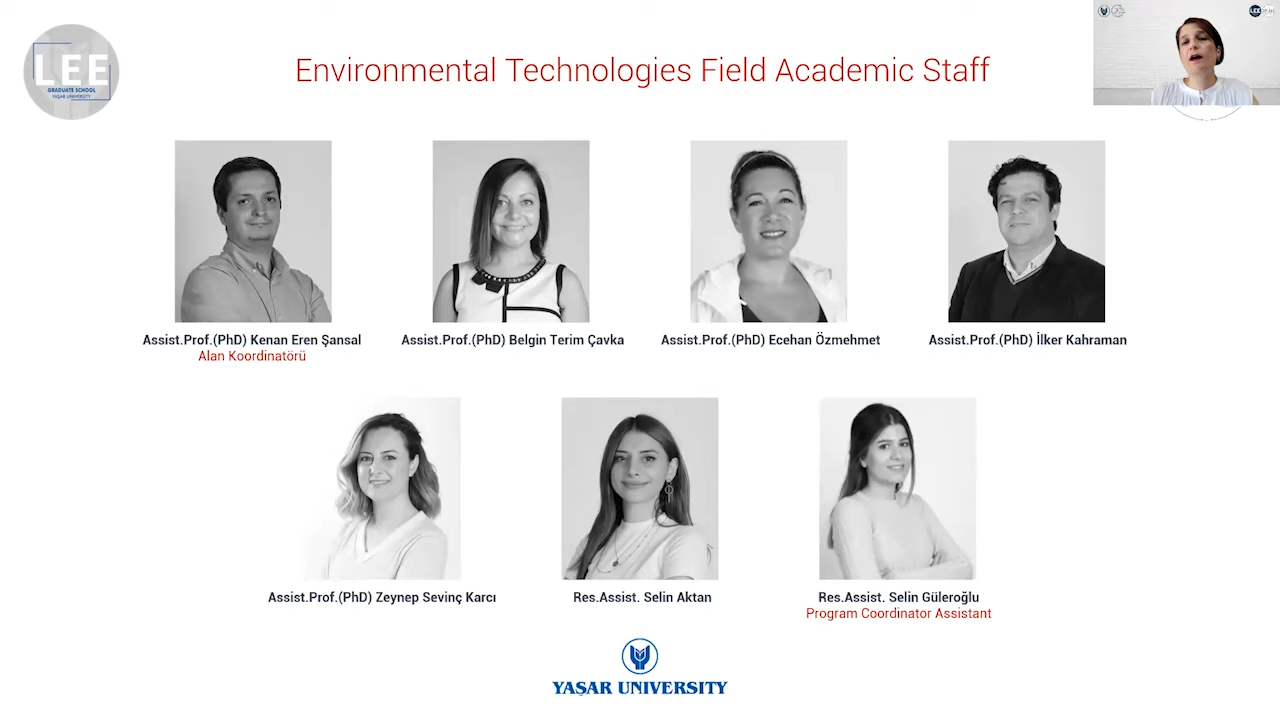 LEE
GRADUATE SCHOOL
YAŞAR UNIVERSITY
Environmental Technologies Field Academic Staff
LEE
Assist.Prof.(PhD) Kenan Eren Şansal
Alan Koordinatörü
Assist.Prof.(PhD) Belgin Terim Çavka
Assist.Prof.(PhD) Ecehan Özmehmet
Assist.Prof.(PhD) İlker Kahraman
Assist.Prof.(PhD) Zeynep Sevinç Karcı
Res.Assist. Selin Aktan
Res.Assist. Selin Güleroğlu
Program Coordinator Assistant
YAŞAR UNIVERSITY